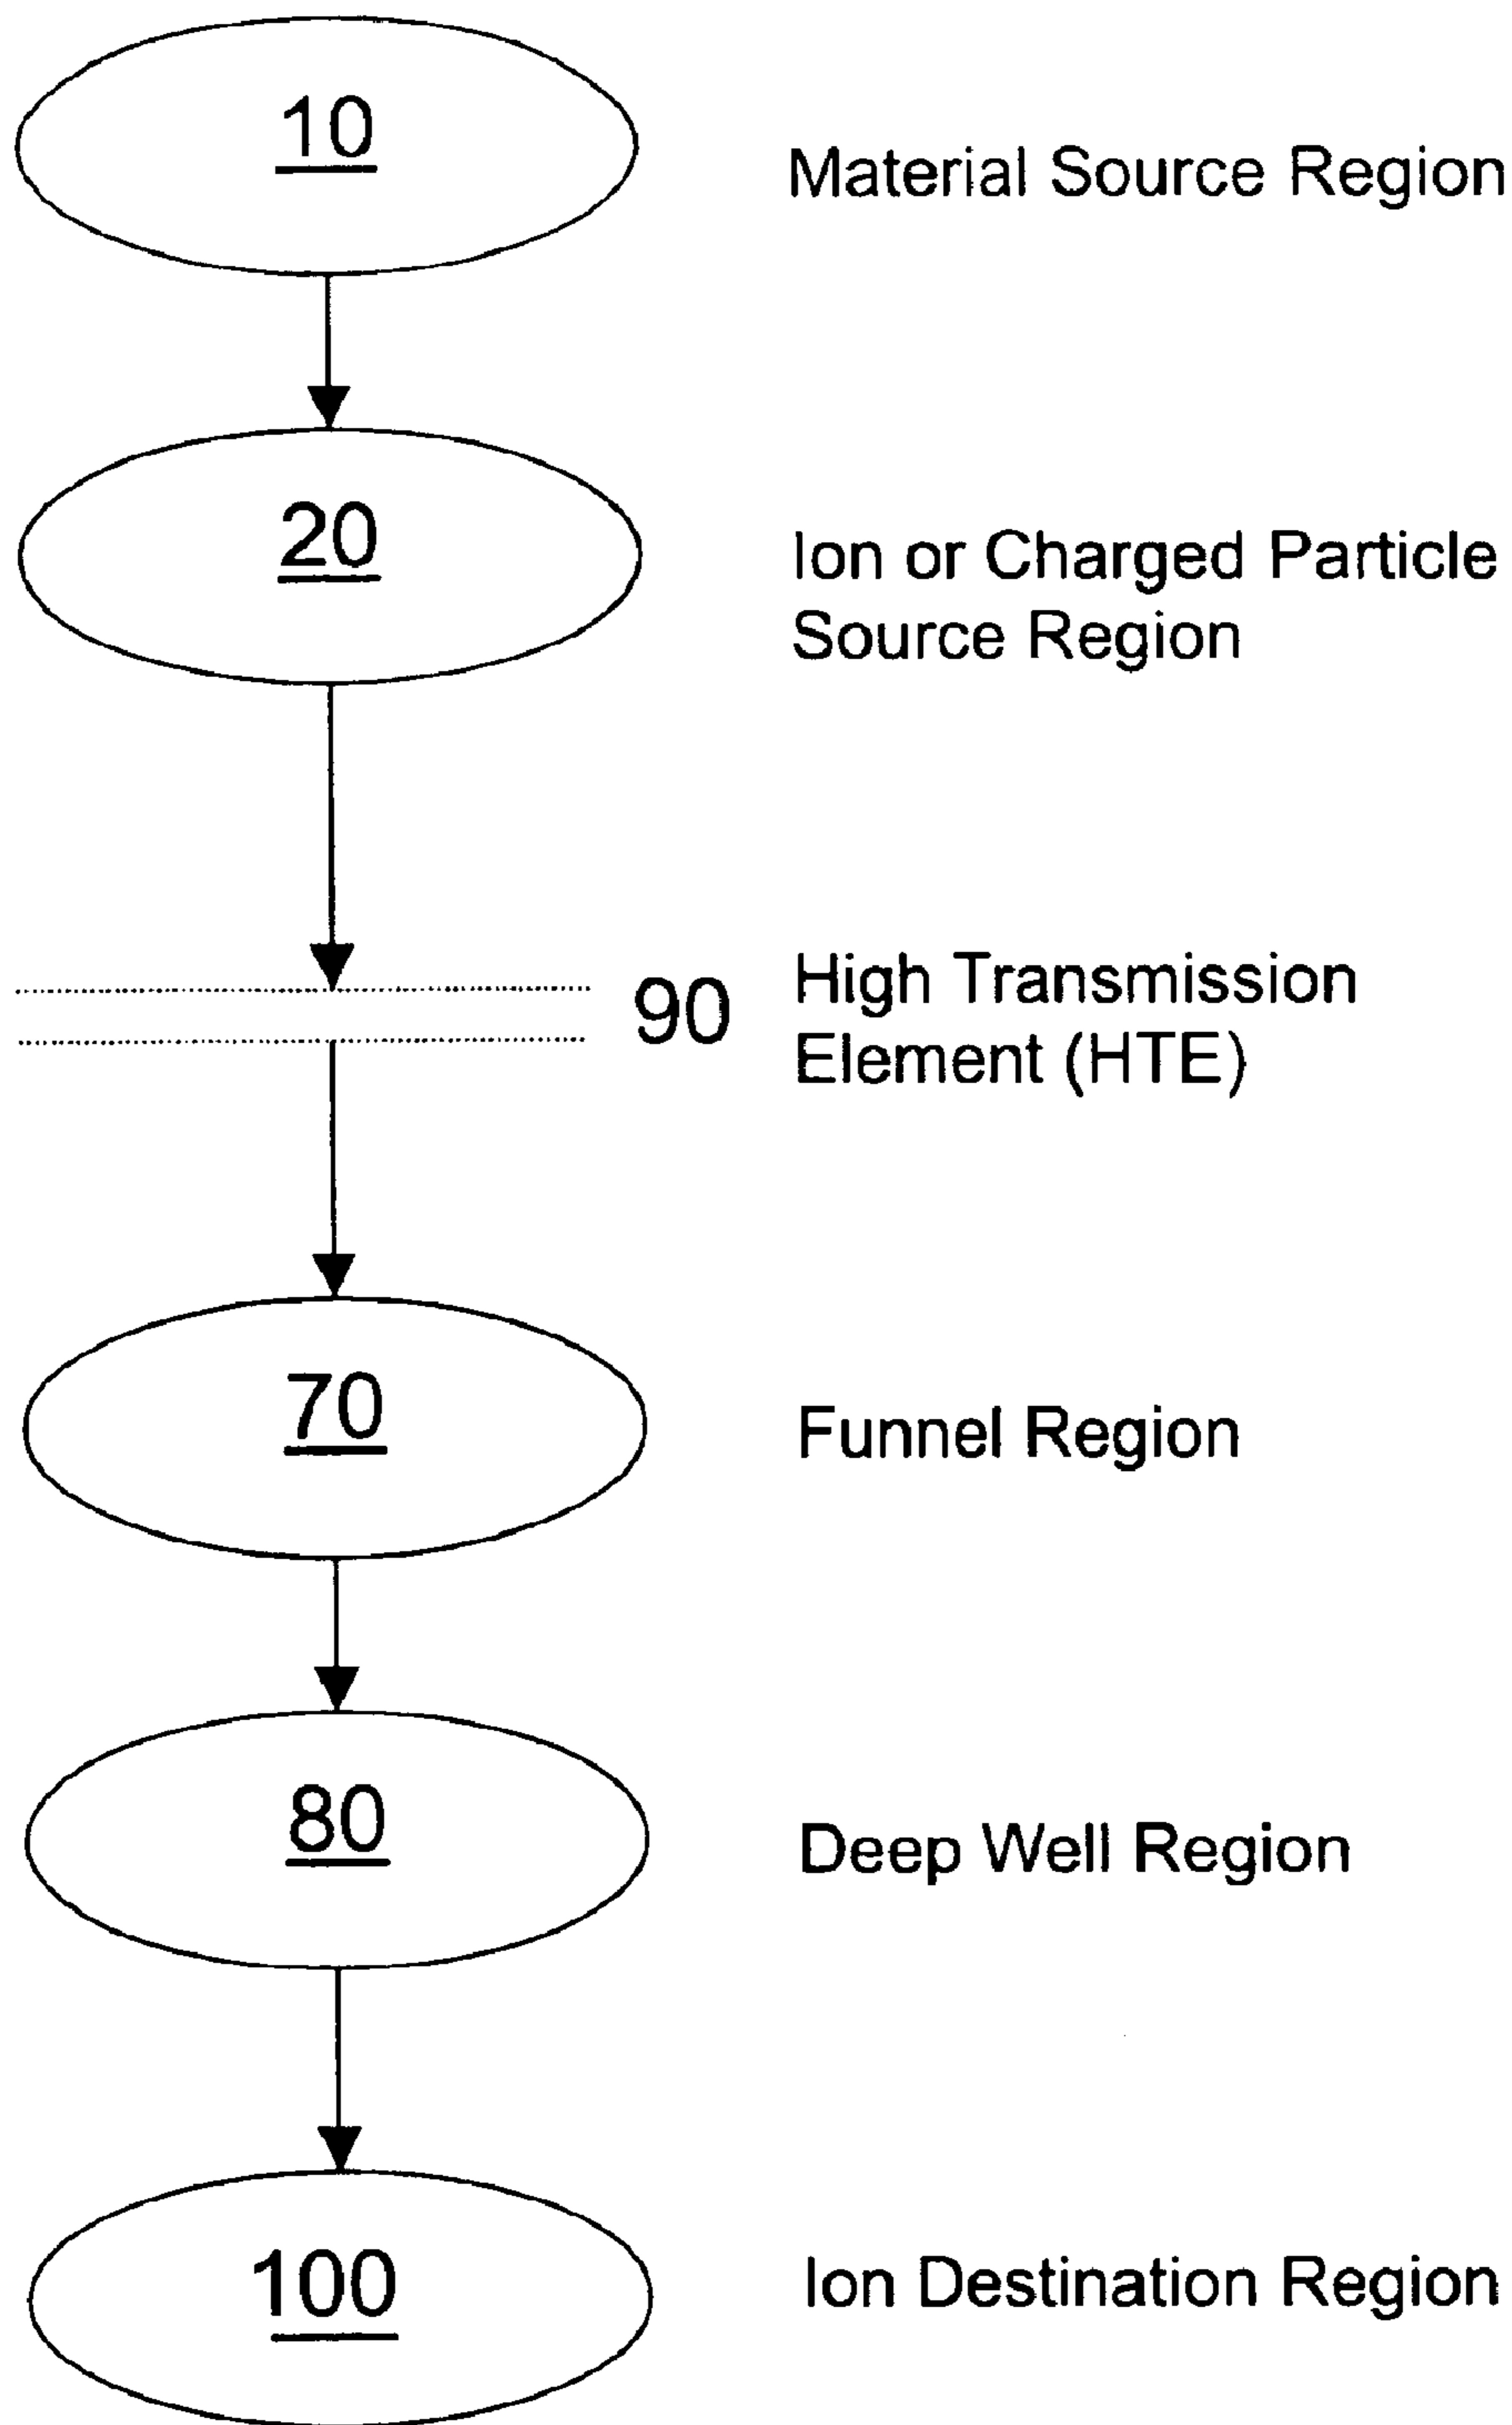 10
Material Source Region
20
Ion or Charged Particle
Source Region
90
High Transmission
Element (HTE)
70
Funnel Region
80
Deep Well Region
100
Ion Destination Region